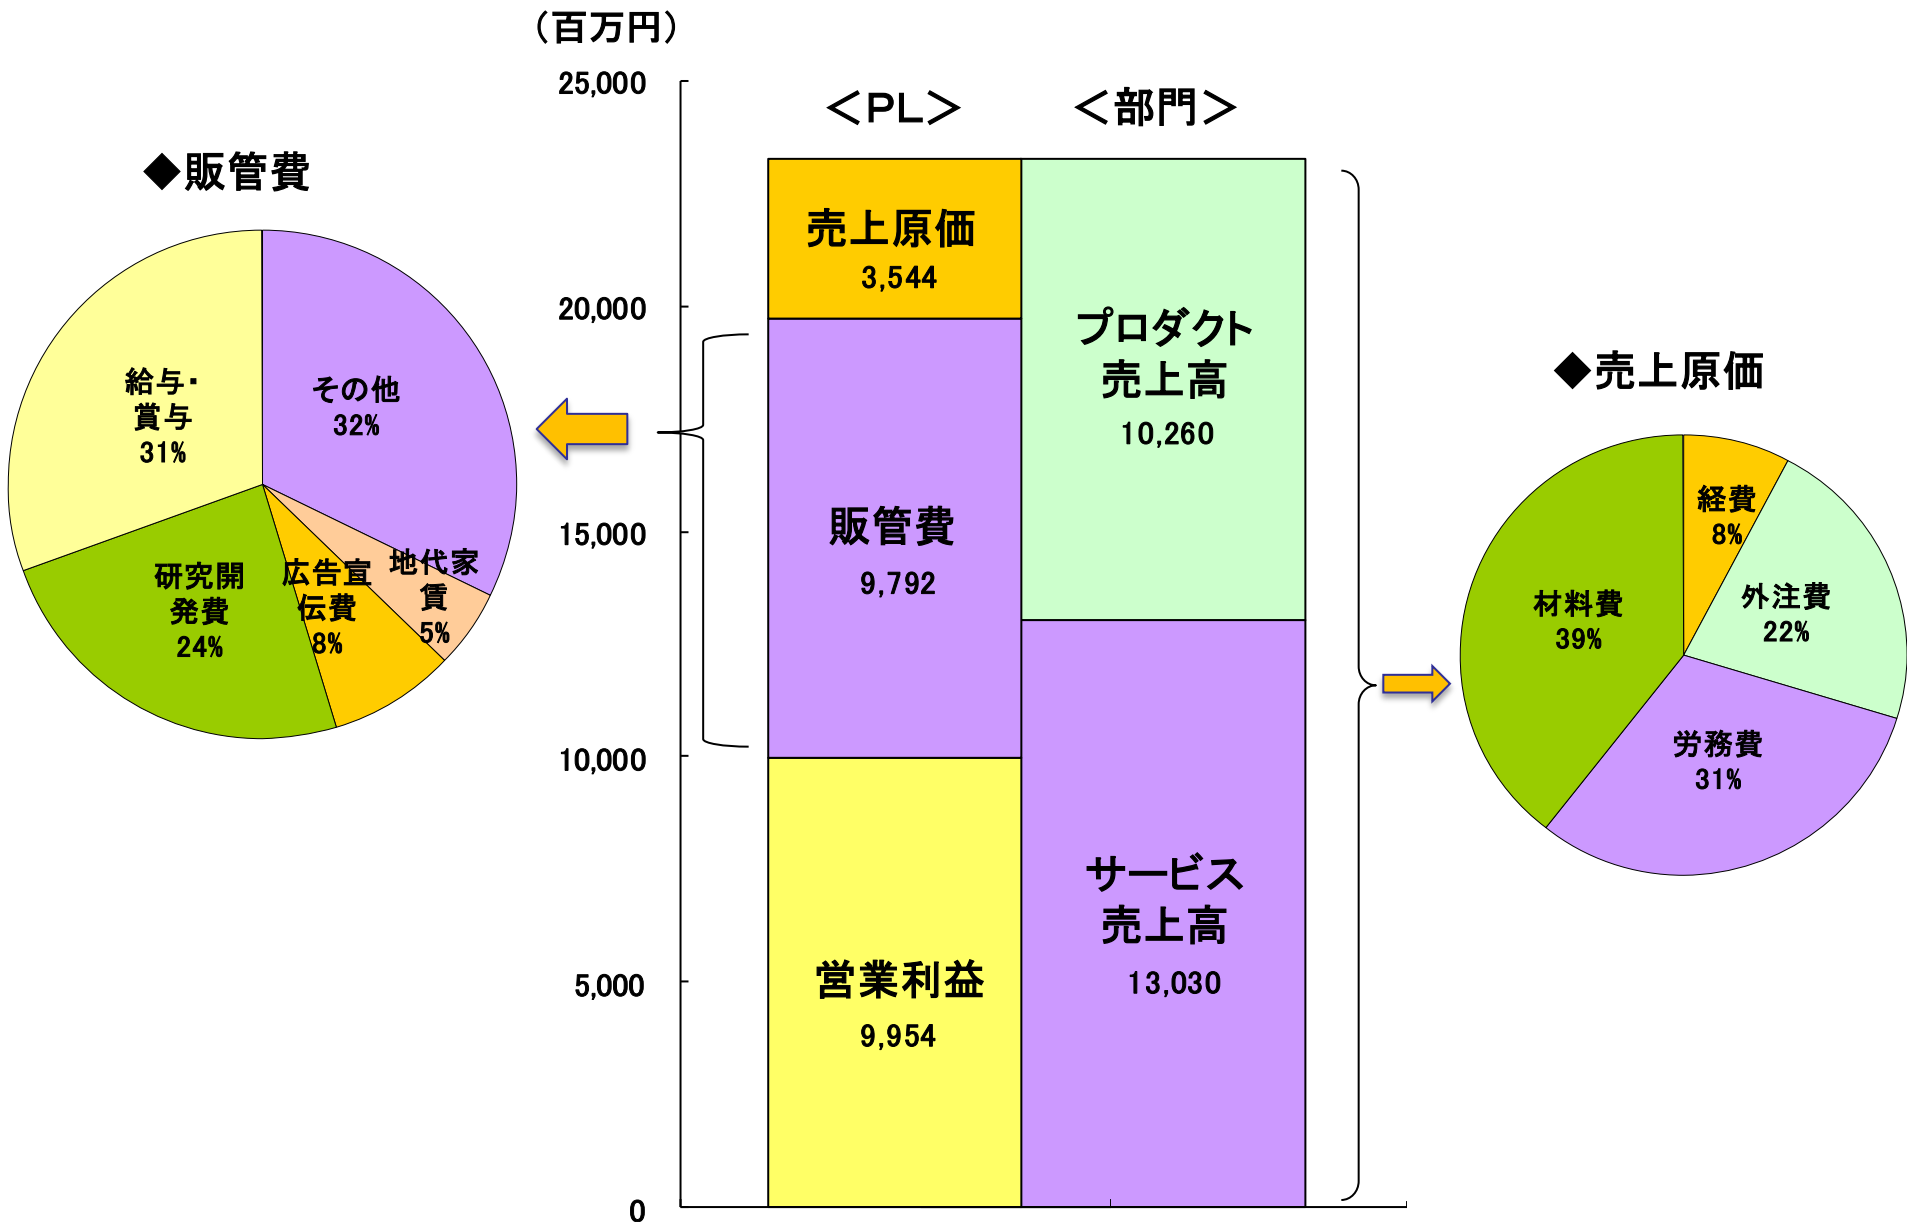 （百万円）
25,000
20,000
15,000
10,000
5,000
0
＜PL＞
＜部門＞
売上原価
3,544
販管費
9,792
営業利益
9,954
プロダクト
売上高
10,260
サービス
売上高
13,030
◆販管費
その他
32%
地代家
賃
5%
広告宣
伝費
8%
研究開
発費
24%
給与・
賞与
31%
◆売上原価
経費
8%
外注費
22%
労務費
31%
材料費
39%